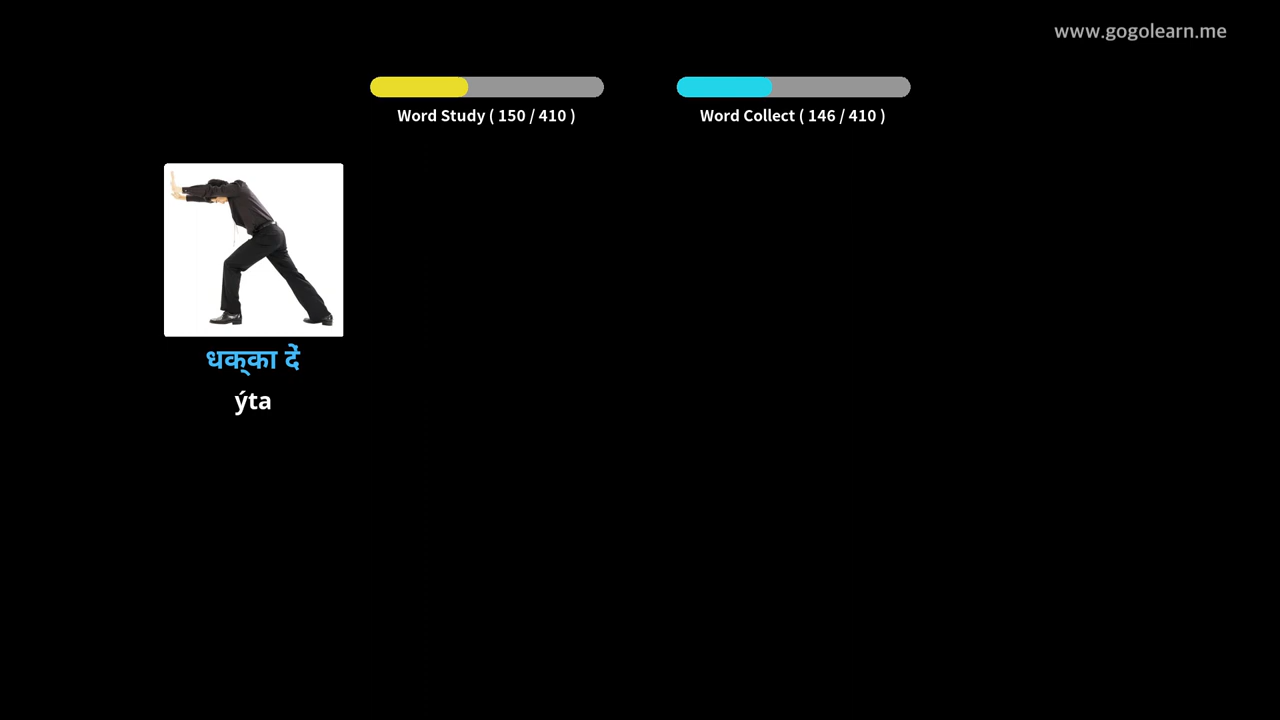 www.gogolearn.me
Word Study ( 150 / 410 )
Word Collect ( 146 / 410 )
धक्‍का दें
ýta